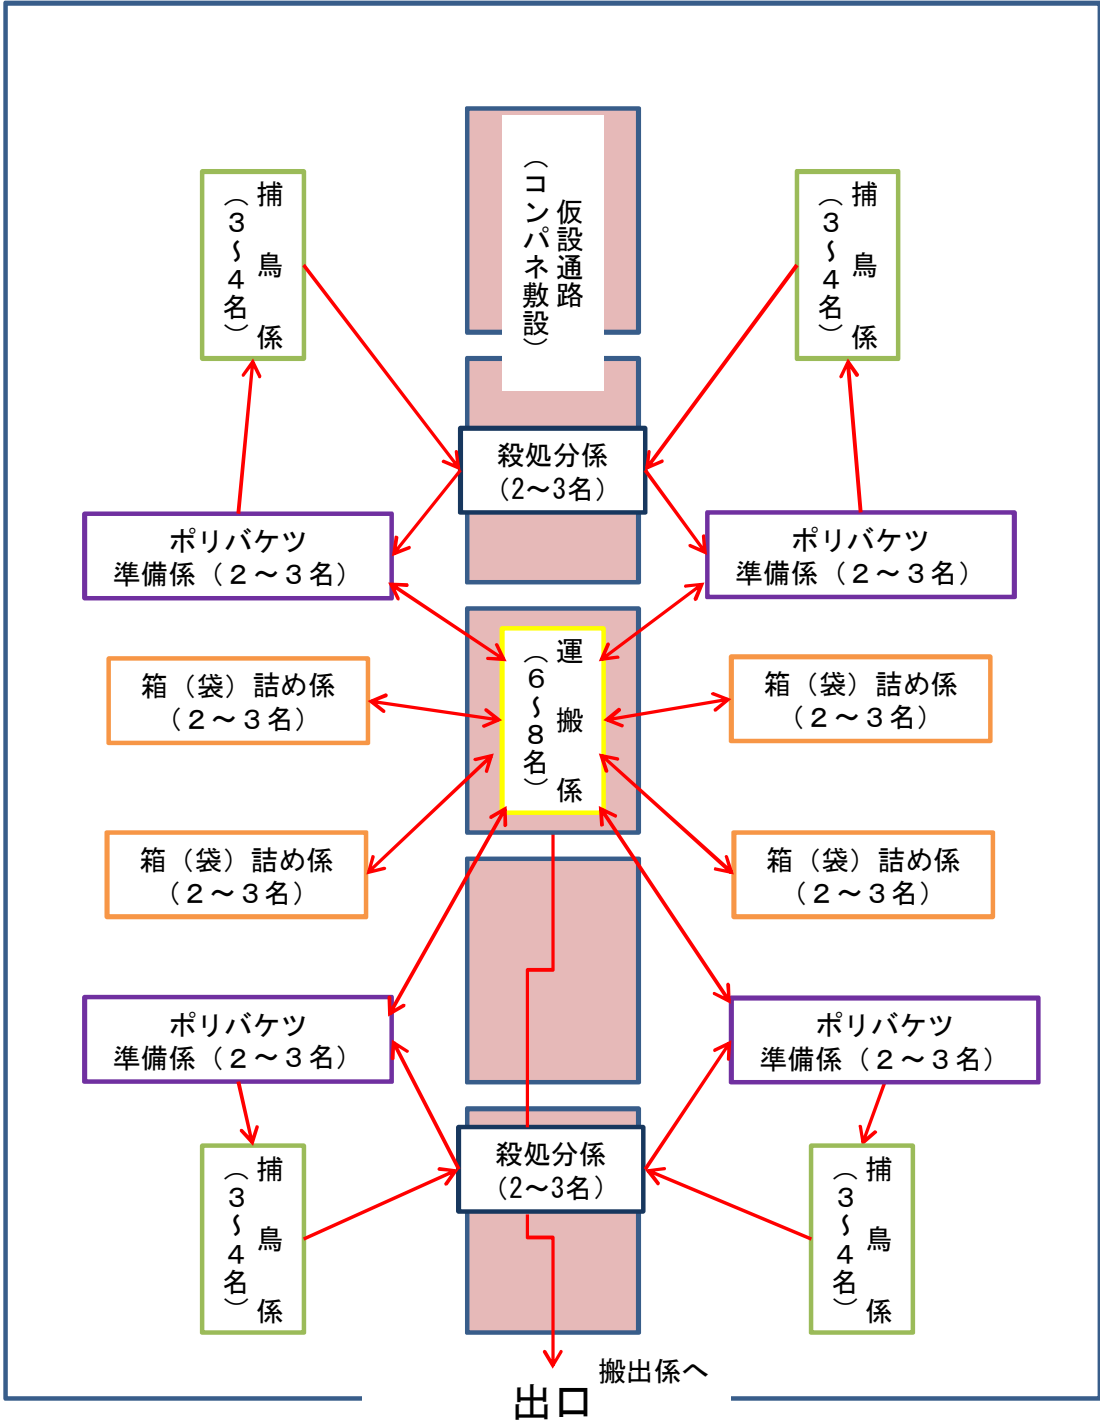 仮設通路
（コンパネ敷設）
捕鳥係
（３～４名）
捕鳥係
（３～４名）
殺処分係
（2～3名）
ポリバケツ
準備係（２～３名）
ポリバケツ
準備係（２～３名）
運搬係
（６～８名）
箱（袋）詰め係
（２～３名）
箱（袋）詰め係
（２～３名）
箱（袋）詰め係
（２～３名）
箱（袋）詰め係
（２～３名）
ポリバケツ
準備係（２～３名）
ポリバケツ
準備係（２～３名）
殺処分係
（2～3名）
捕鳥係
（３～４名）
捕鳥係
（３～４名）
搬出係へ
出口